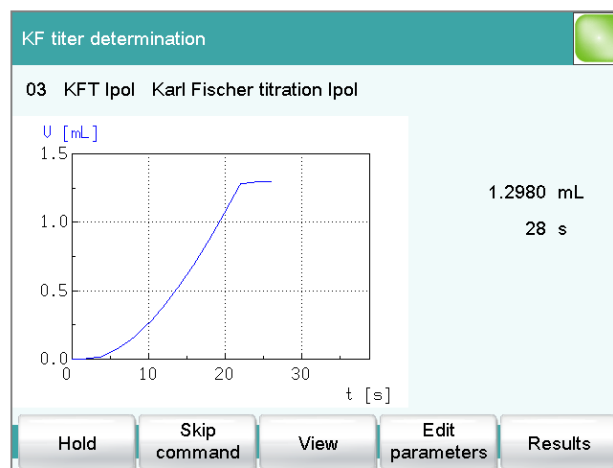 KF titer determination
03 KFT Ipol Karl Fischer titration Ipol
V [mL]
1.5
1.0
0.5
0.0
0 10 20 30
t [s]
1.2980 mL
28 s
Hold
Skip command
View
Edit parameters
Results